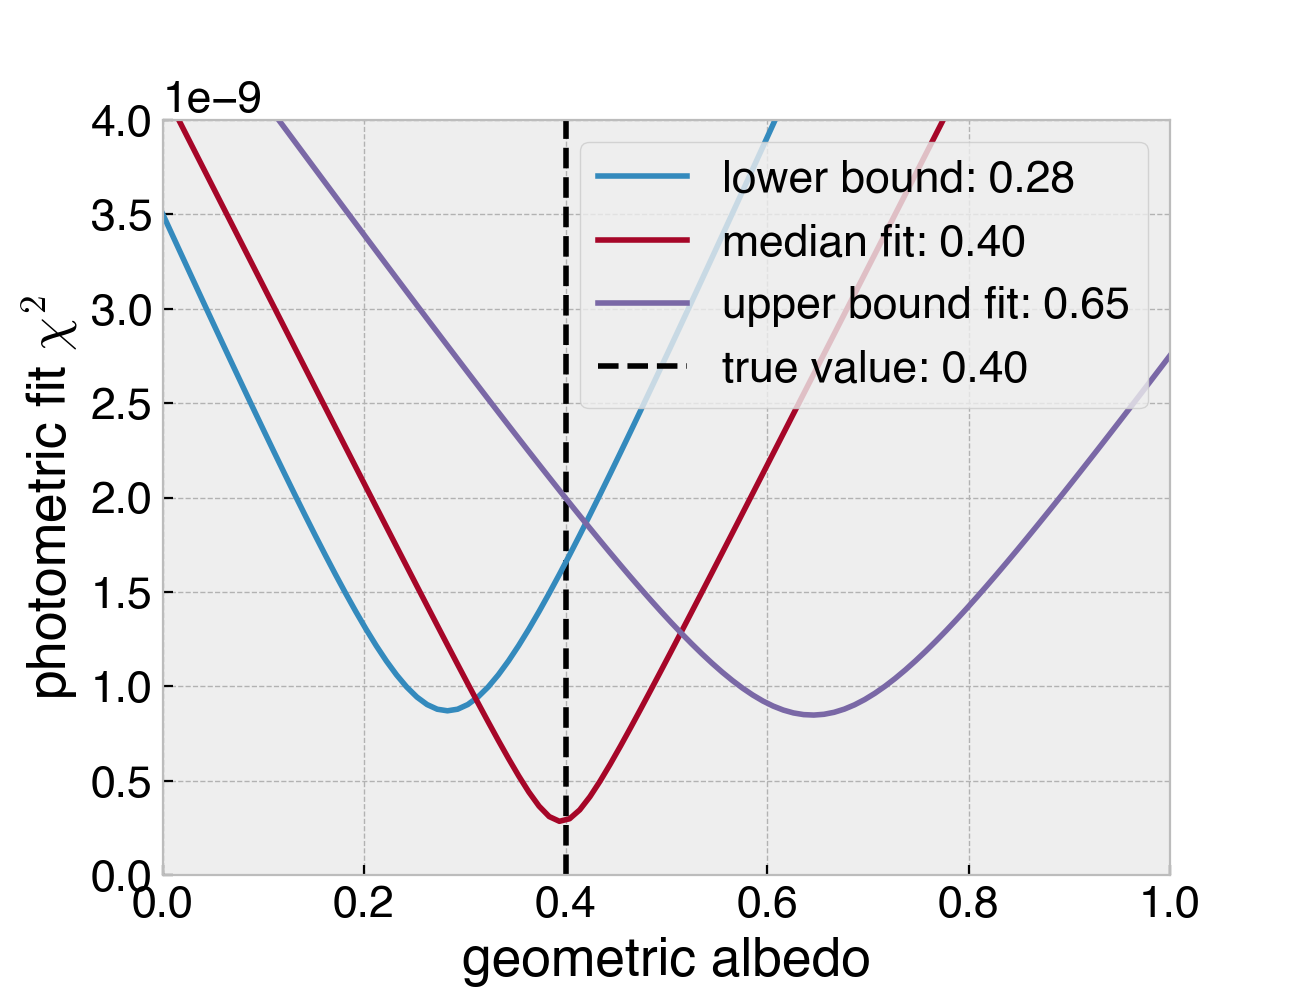 1e−9
4.0
3.5
3.0
2.5
2.0
1.5
1.0
0.5
0.0
photometric fit χ²
lower bound: 0.28
median fit: 0.40
upper bound fit: 0.65
true value: 0.40
0.0 0.2 0.4 0.6 0.8 1.0
geometric albedo